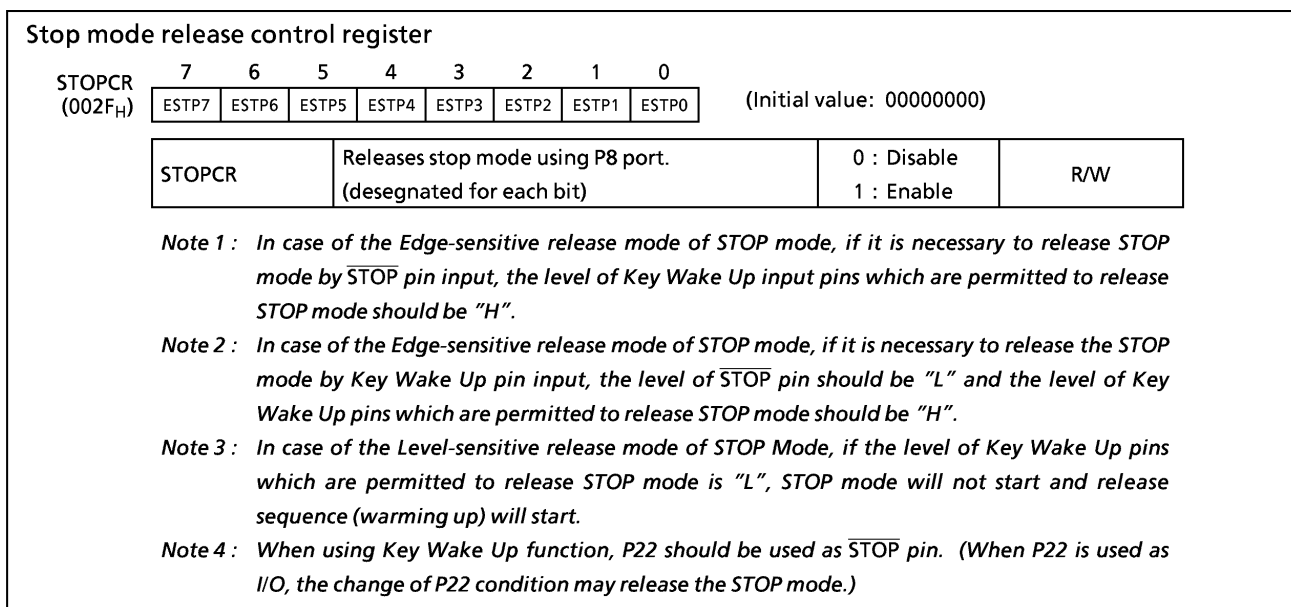 Stop mode release control register
7 6 5 4 3 2 1 0
STOPCR
(002FH) ESTP7 ESTP6 ESTP5 ESTP4 ESTP3 ESTP2 ESTP1 ESTP0 (Initial value: 00000000)
STOPCR Releases stop mode using P8 port. 0 : Disable R/W
(desegnated for each bit) 1 : Enable
Note 1 : In case of the Edge-sensitive release mode of STOP mode, if it is necessary to release STOP
mode by STOP pin input, the level of Key Wake Up input pins which are permitted to release
STOP mode should be "H".
Note 2 : In case of the Edge-sensitive release mode of STOP mode, if it is necessary to release the STOP
mode by Key Wake Up pin input, the level of STOP pin should be "L" and the level of Key
Wake Up pins which are permitted to release STOP mode should be "H".
Note 3 : In case of the Level-sensitive release mode of STOP Mode, if the level of Key Wake Up pins
which are permitted to release STOP mode is "L", STOP mode will not start and release
sequence (warming up) will start.
Note 4 : When using Key Wake Up function, P22 should be used as STOP pin. (When P22 is used as
I/O, the change of P22 condition may release the STOP mode.)